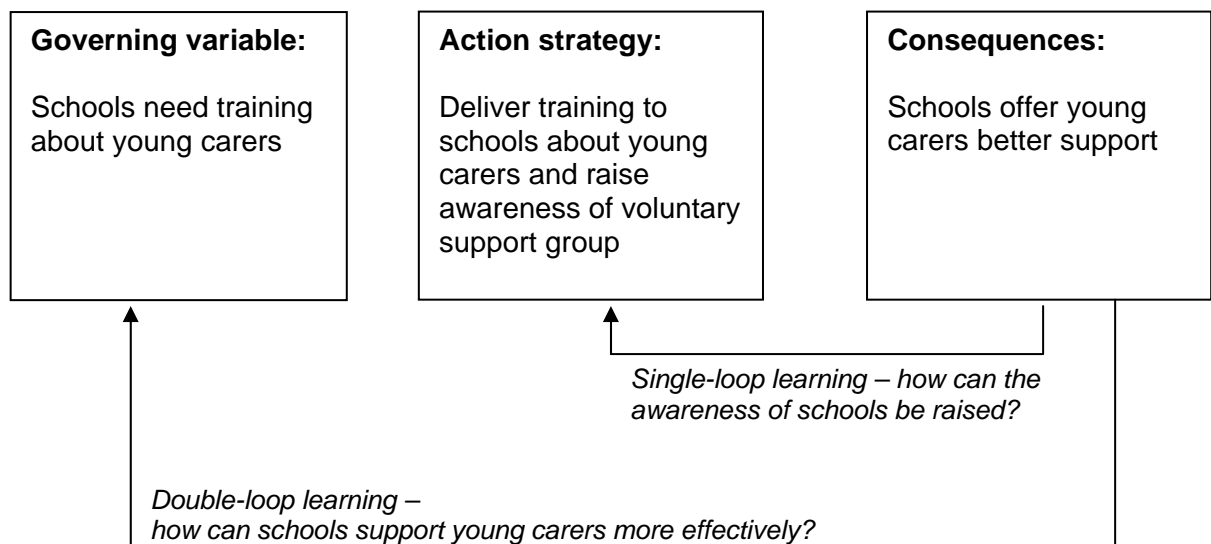 Governing variable:
Schools need training
about young carers
Action strategy:
Deliver training to
schools about young
carers and raise
awareness of voluntary
support group
Consequences:
Schools offer young
carers better support
Single-loop learning – how can the
awareness of schools be raised?
Double-loop learning –
how can schools support young carers more effectively?